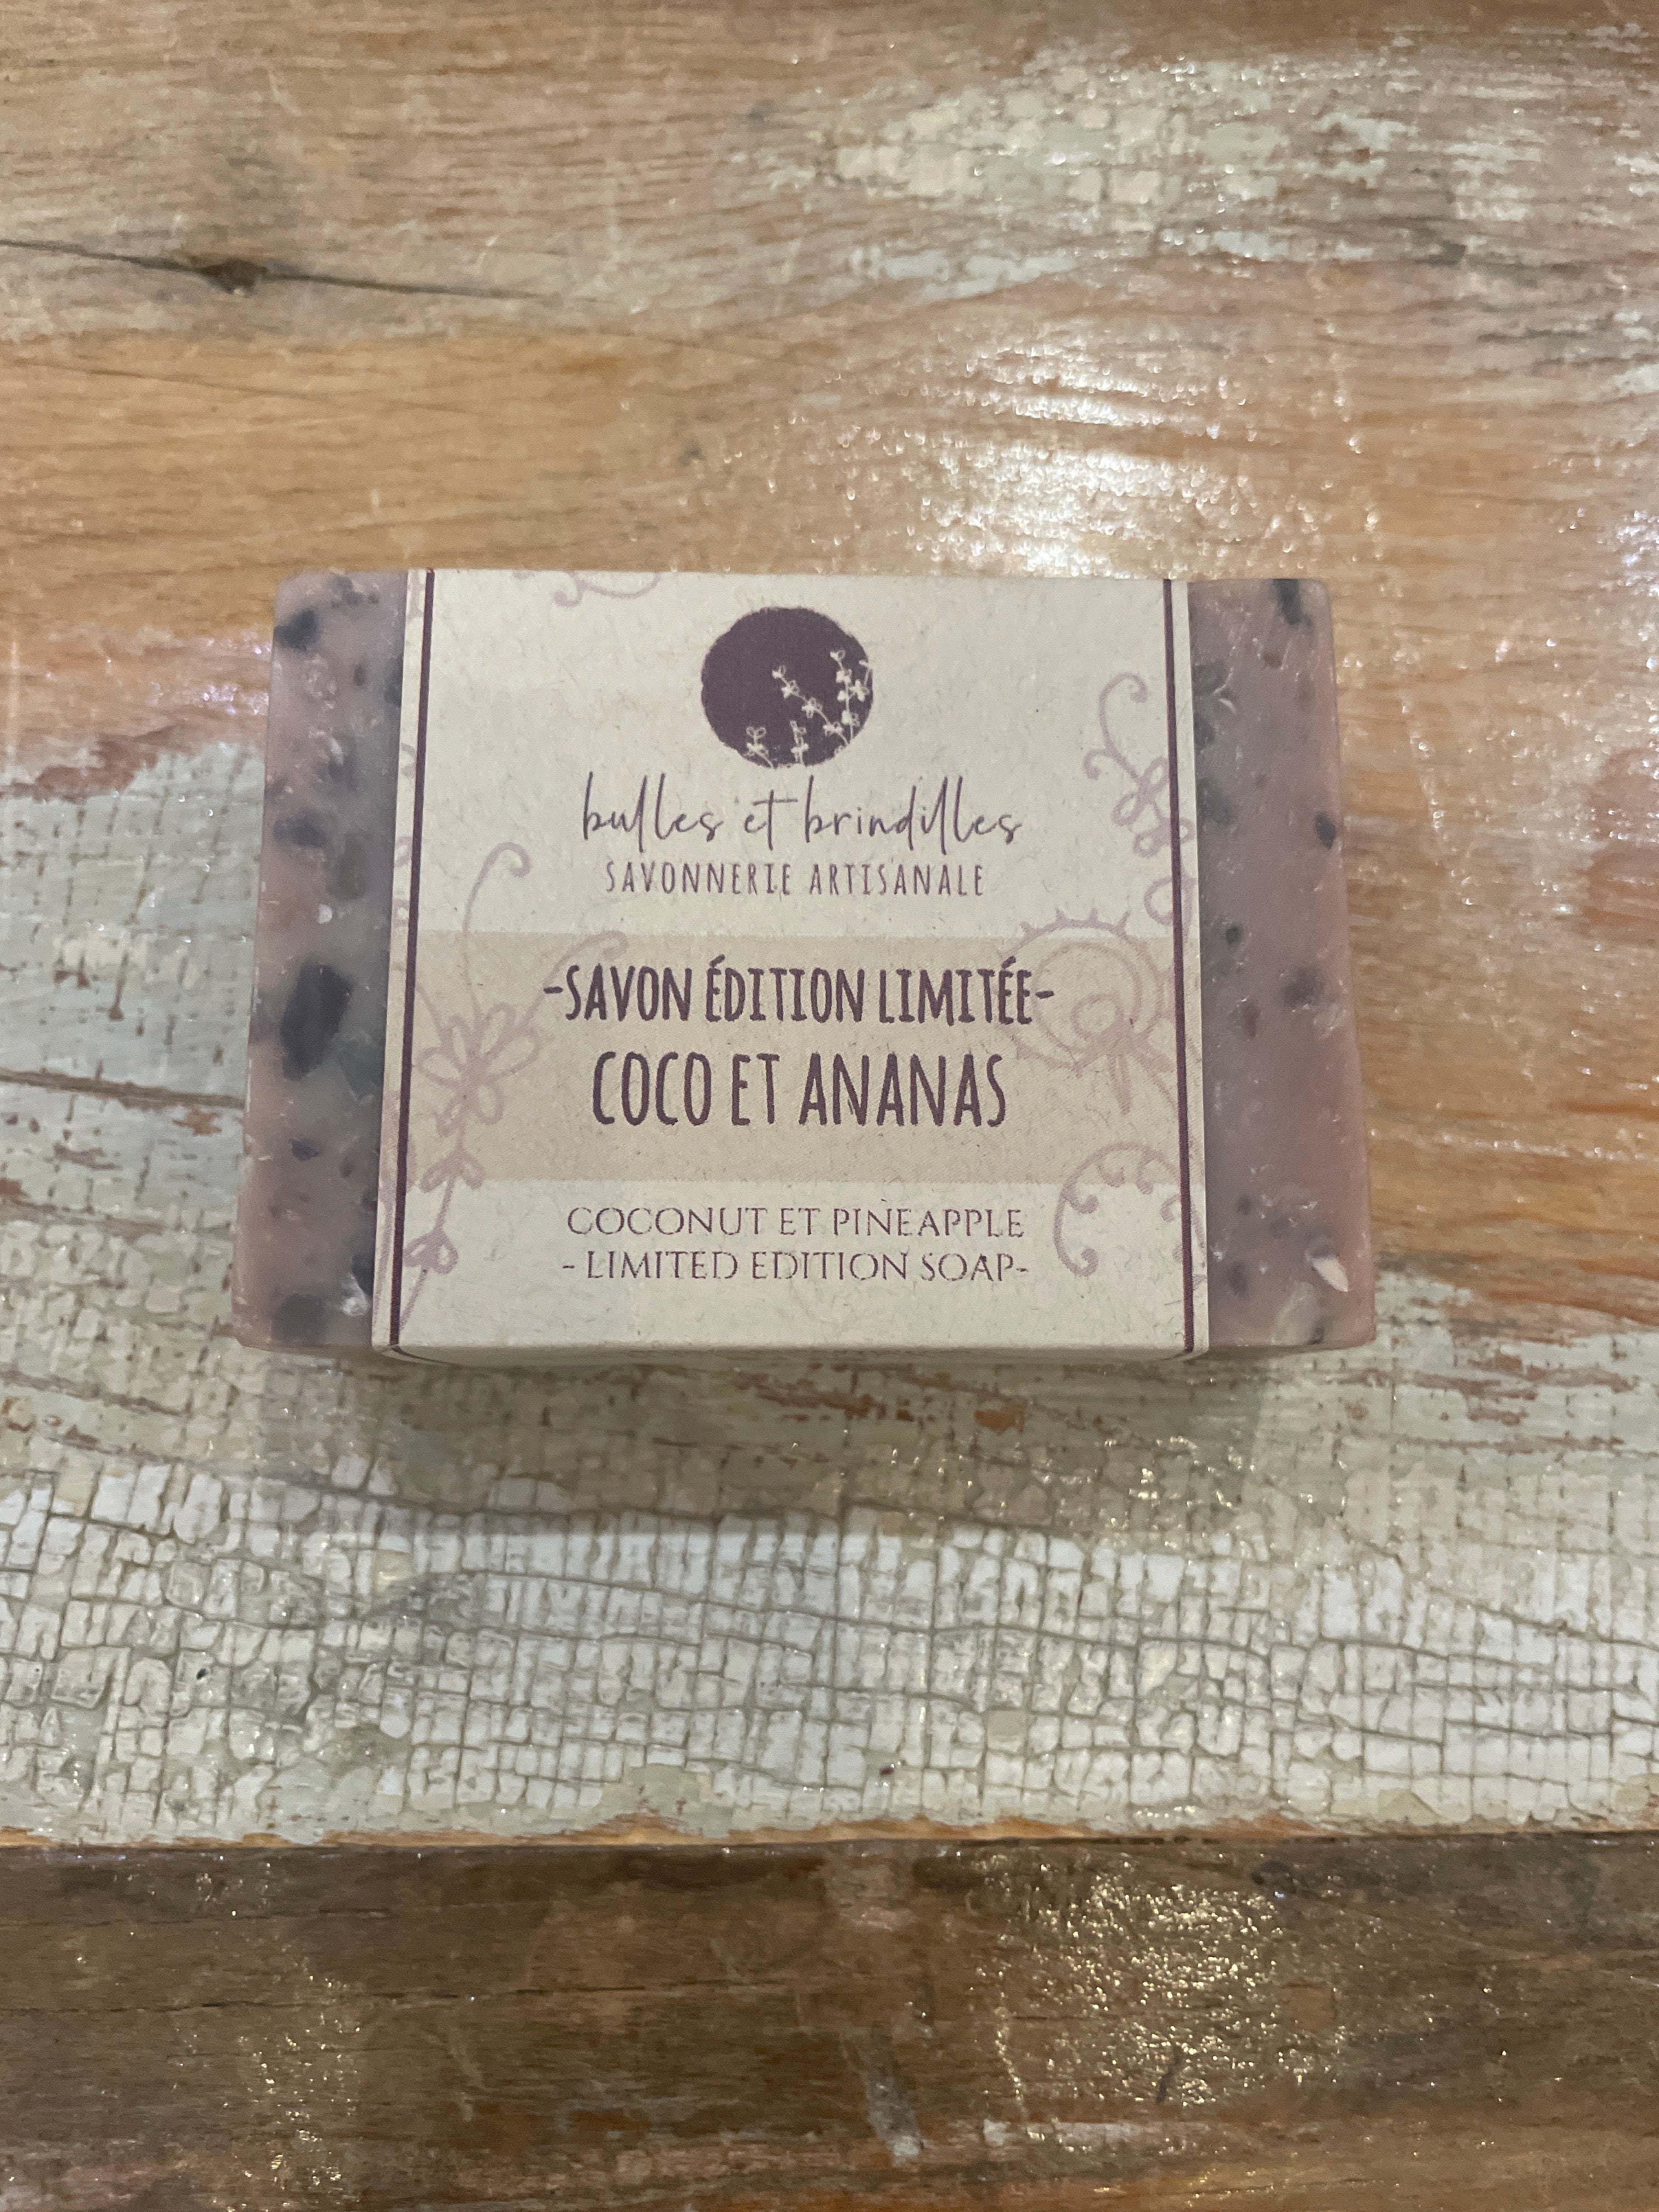 bulles et brindilles
SAVONNERIE ARTISANALE
-SAVON ÉDITION LIMITÉE-
COCO ET ANANAS
COCONUT ET PINEAPPLE
- LIMITED EDITION SOAP-